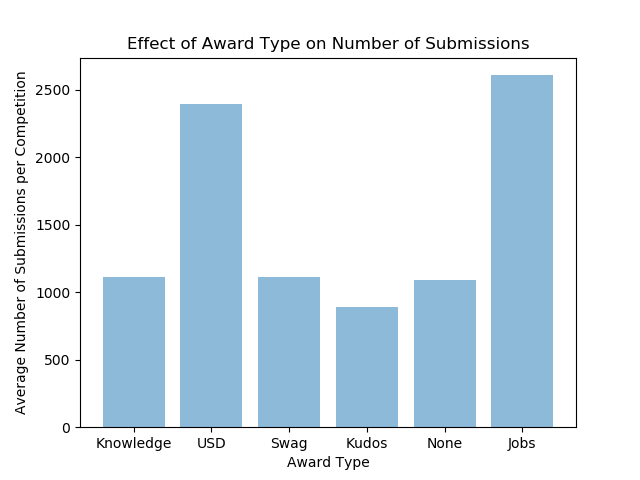 Effect of Award Type on Number of Submissions
Average Number of Submissions per Competition
2500
2000
1500
1000
500
0
Knowledge USD Swag Kudos None Jobs
Award Type